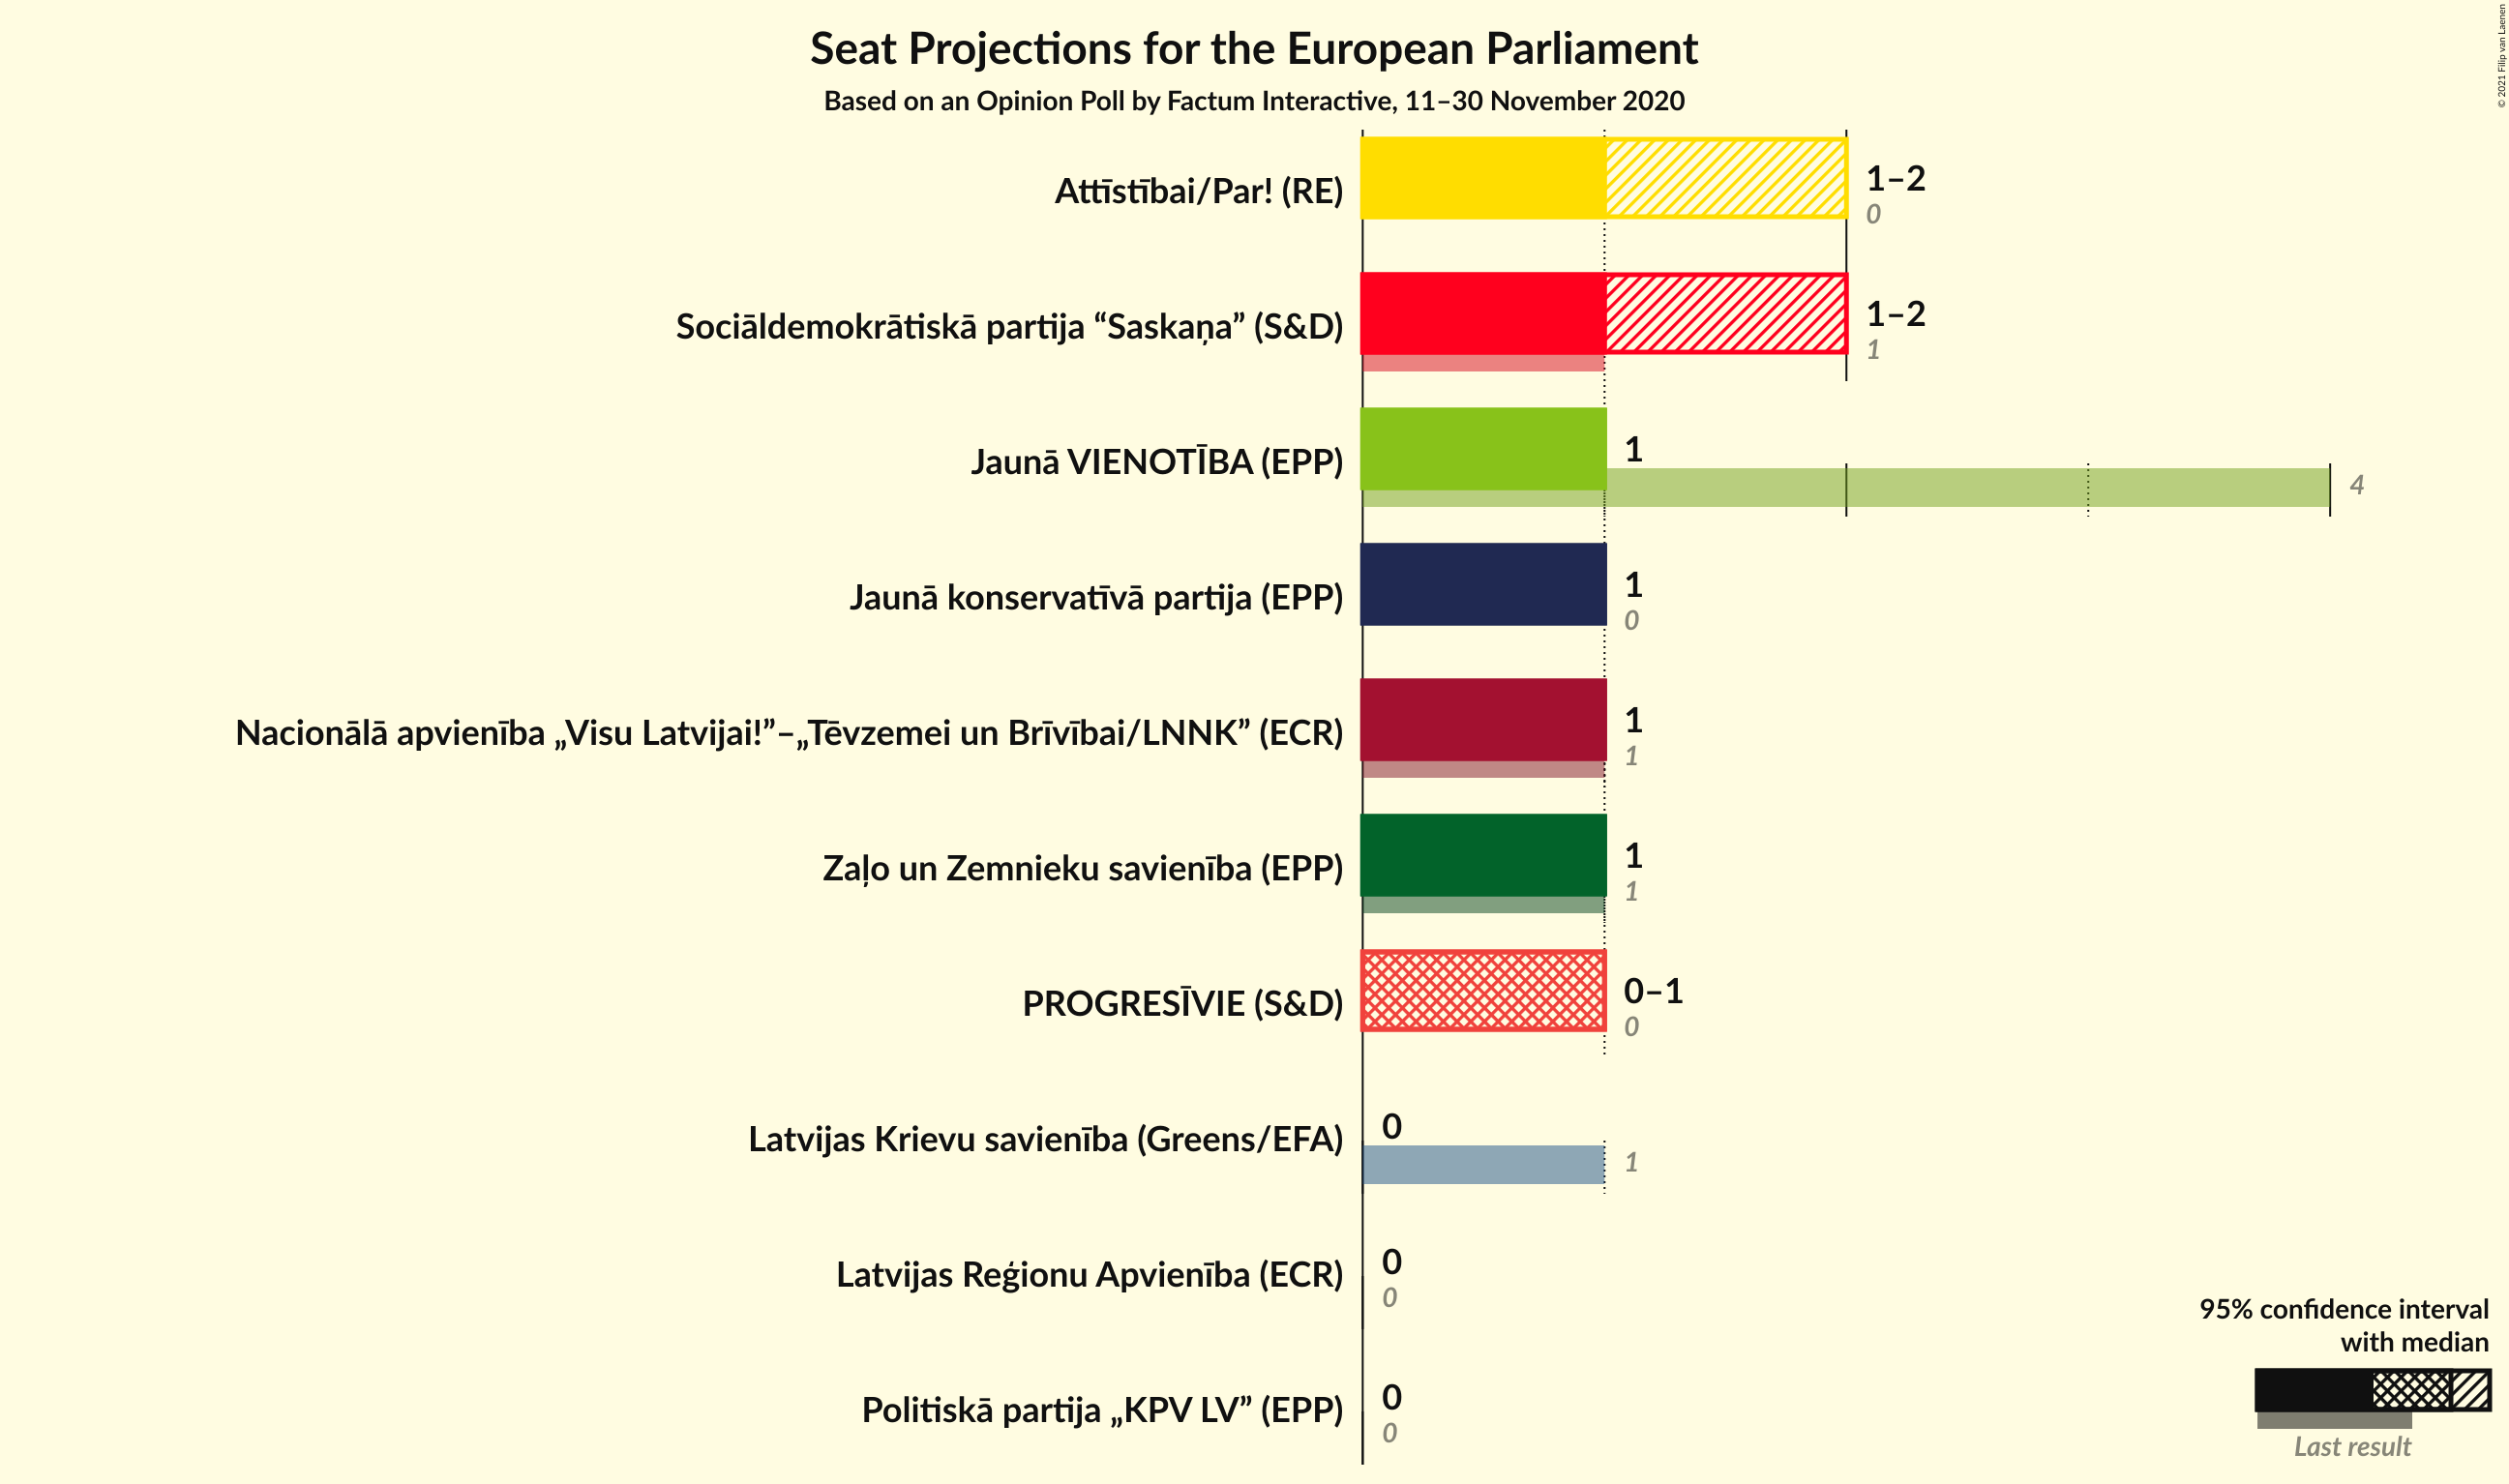 Seat Projections for the European Parliament
Based on an Opinion Poll by Factum Interactive, 11–30 November 2020
© 2021 Filip van Laenen
Attīstībai/Par! (RE)
1–2
0
Sociāldemokrātiskā partija “Saskaņa” (S&D)
1–2
1
Jaunā VIENOTĪBA (EPP)
1
4
Jaunā konservatīvā partija (EPP)
1
0
Nacionālā apvienība „Visu Latvijai!”–„Tēvzemei un Brīvībai/LNNK” (ECR)
1
1
Zaļo un Zemnieku savienība (EPP)
1
1
PROGRESĪVIE (S&D)
0–1
0
Latvijas Krievu savienība (Greens/EFA)
0
1
Latvijas Reģionu Apvienība (ECR)
0
0
Politiskā partija „KPV LV” (EPP)
0
0
95% confidence interval
with median
Last result